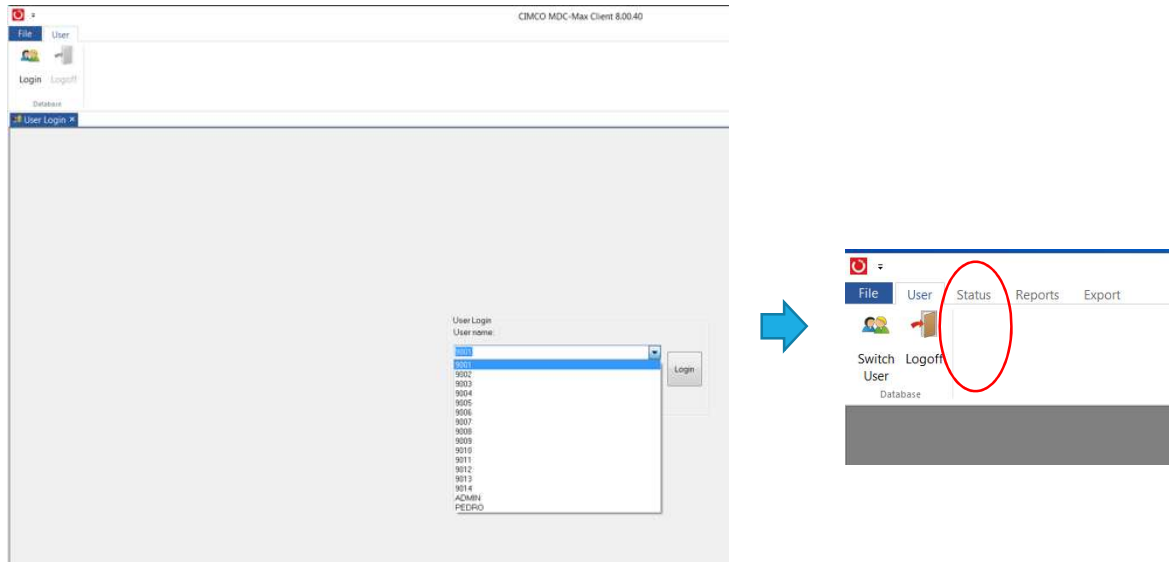 CIMCO MDC-Max Client 8.00.40
File User
Login Logoff
Database
User Login
User Login
User name:
9001
9001
9002
9003
9004
9005
9006
9007
9008
9009
9010
9011
9012
9013
9014
ADMIN
PEDRO
Login
File User Status Reports Export
Switch User Logoff
Database